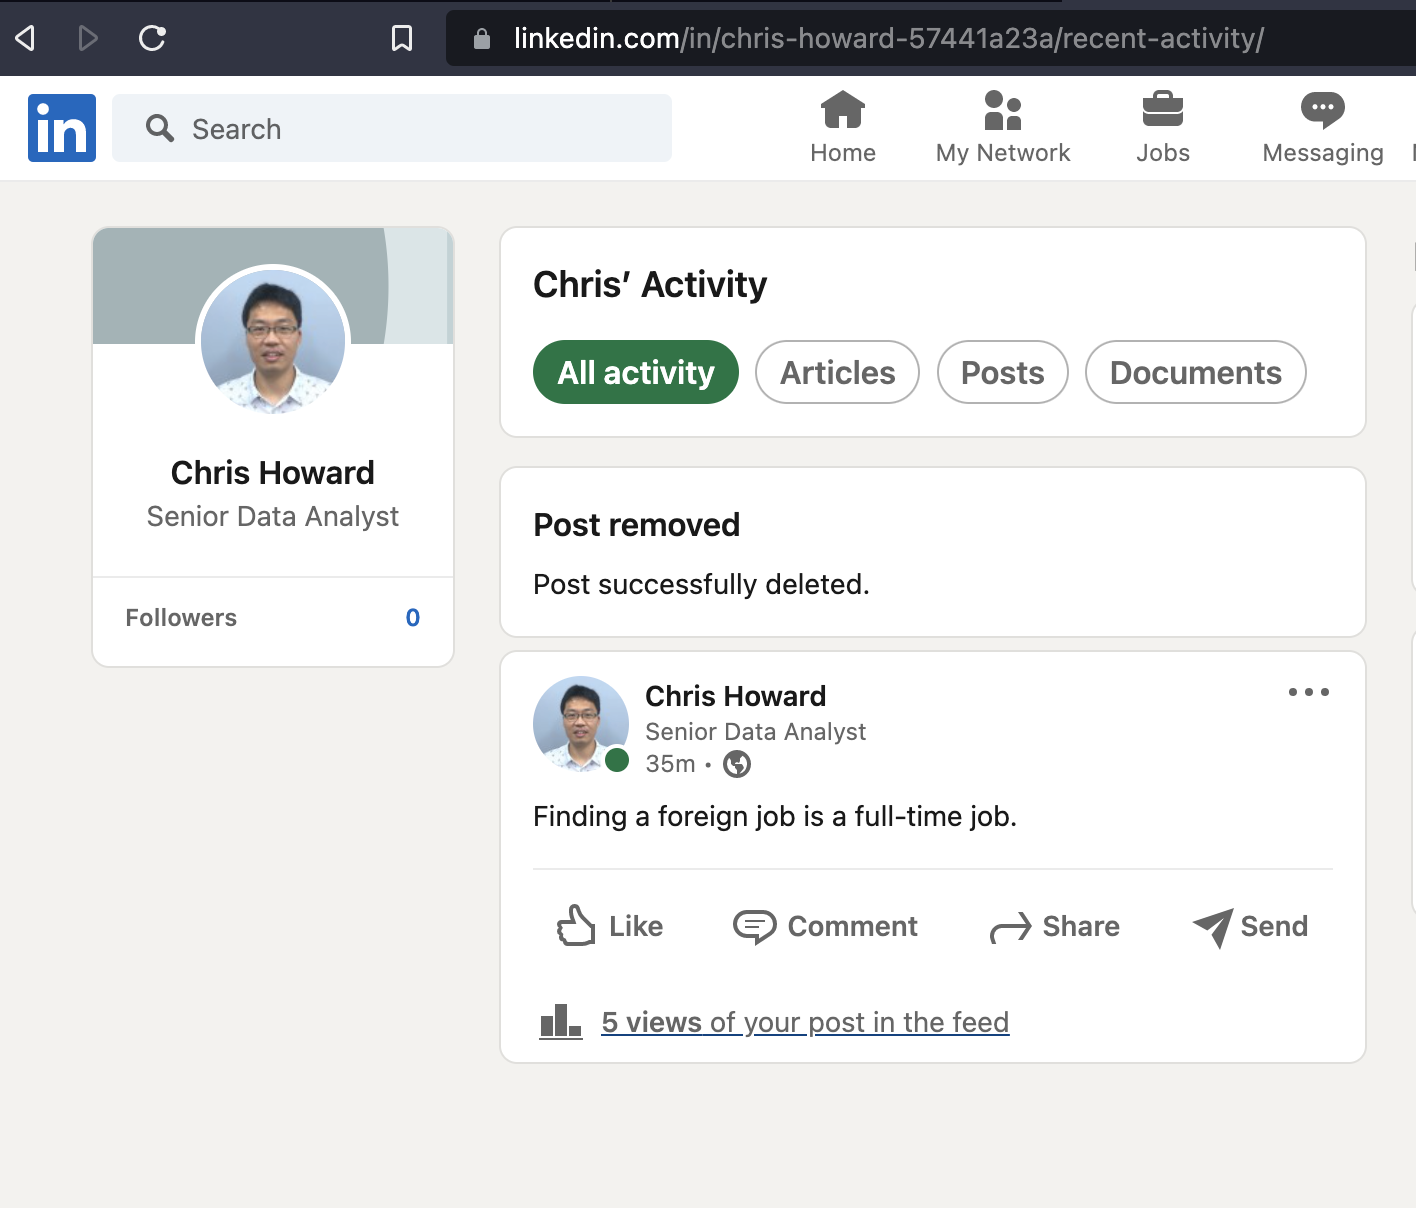 linkedin.com/in/chris-howard-57441a23a/recent-activity/
in
Search
Home
My Network
Jobs
Messaging
Chris' Activity
All activity
Articles
Posts
Documents
Chris Howard
Senior Data Analyst
Followers
0
Post removed
Post successfully deleted.
Chris Howard
Senior Data Analyst
35m •
Finding a foreign job is a full-time job.
Like
Comment
Share
Send
5 views of your post in the feed